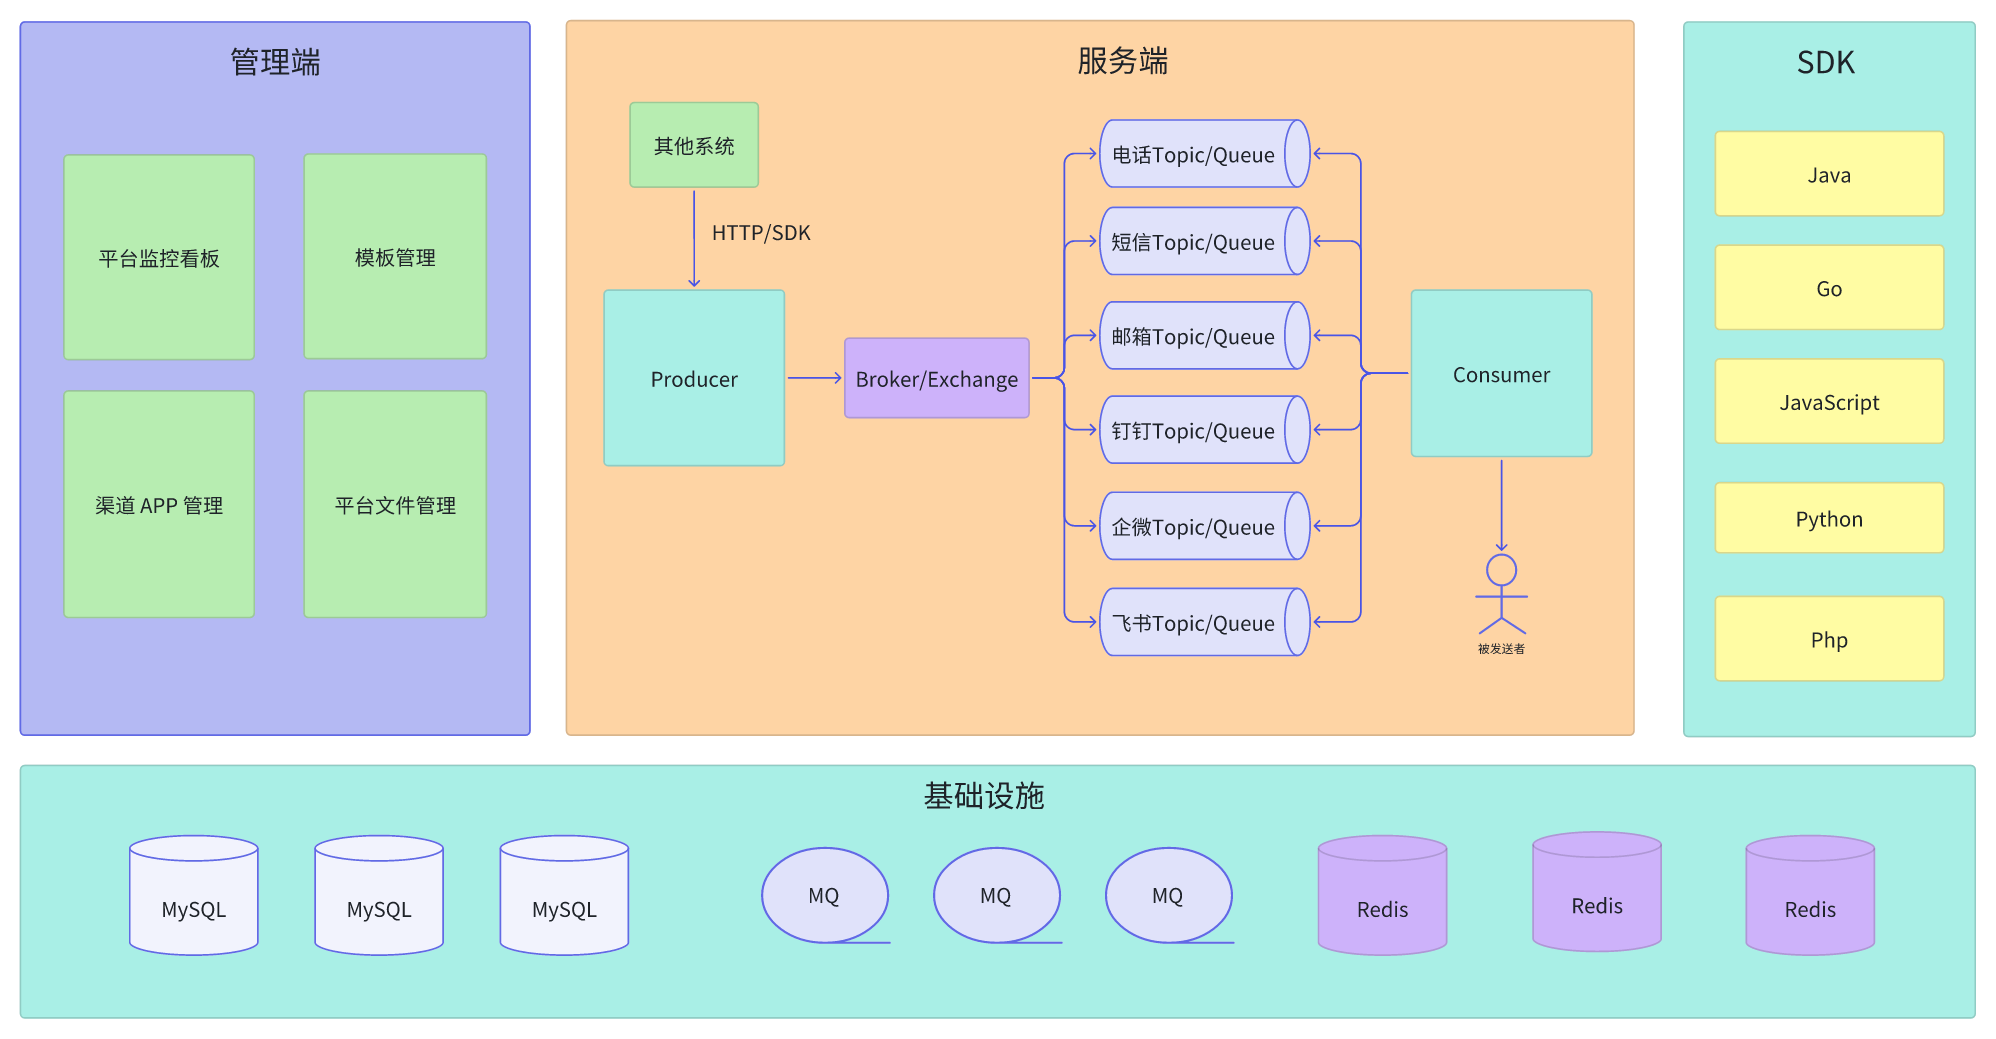 管理端
平台监控看板
模板管理
渠道 APP 管理
平台文件管理
服务端
其他系统
HTTP/SDK
Producer
Broker/Exchange
电话Topic/Queue
短信Topic/Queue
邮箱Topic/Queue
钉钉Topic/Queue
企微Topic/Queue
飞书Topic/Queue
Consumer
被发送者
SDK
Java
Go
JavaScript
Python
Php
基础设施
MySQL
MySQL
MySQL
MQ
MQ
MQ
Redis
Redis
Redis